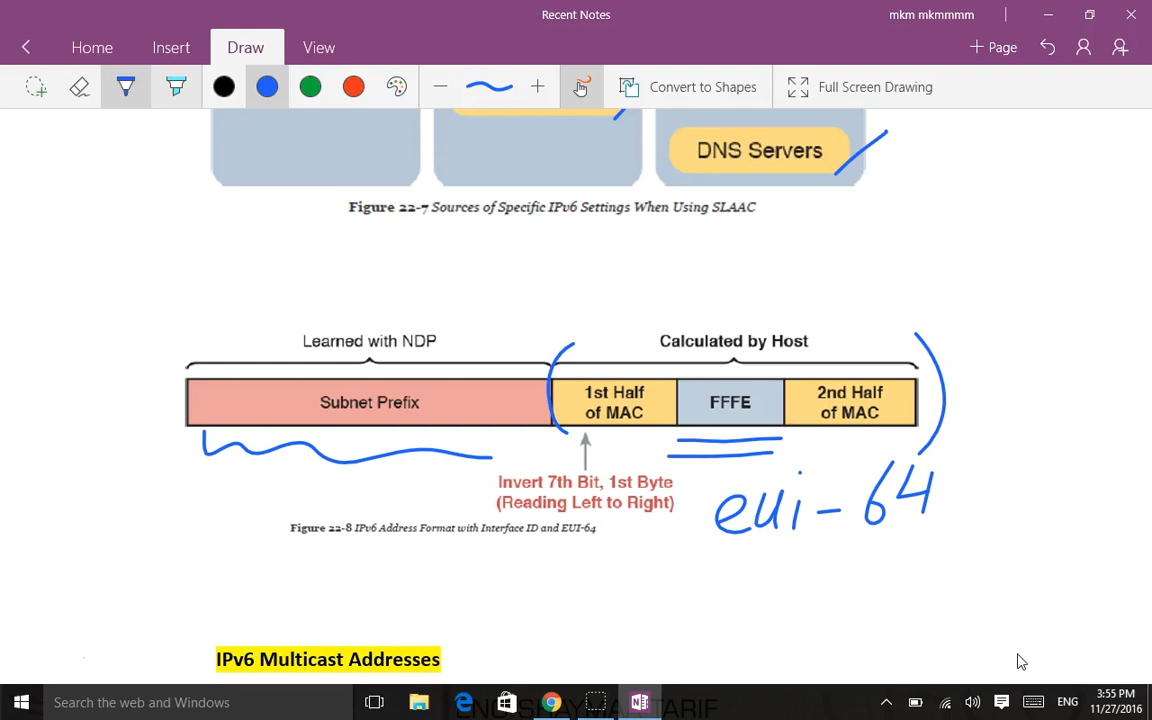 Recent Notes
mkm mkmmmm
Home Insert Draw View
Page
Convert to Shapes
Full Screen Drawing
DNS Servers
Figure 22-7 Sources of Specific IPv6 Settings When Using SLAAC
Learned with NDP
Calculated by Host
Subnet Prefix
1st Half
of MAC
FFFE
2nd Half
of MAC
Invert 7th Bit, 1st Byte
(Reading Left to Right)
eui-64
Figure 22-8 IPv6 Address Format with Interface ID and EUI-64
IPv6 Multicast Addresses
Search the web and Windows
ENG
3:55 PM
11/27/2016